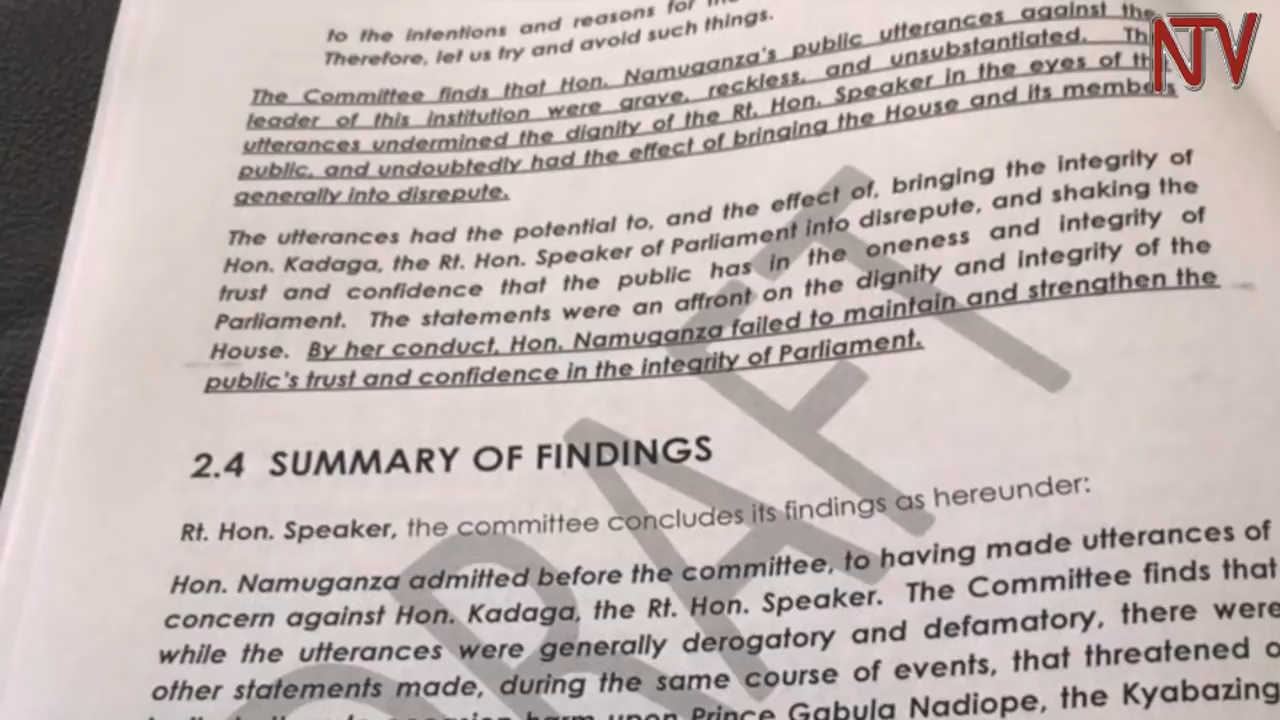 to the intentions and reasons for
Therefore, let us try and avoid such things.
The Committee finds that Hon. Namuganza's public utterances against the
leader of this institution were grave, reckless, and unsubstantiated.
utterances undermined the dignity of the Rt. Hon. Speaker in the eyes of
public, and undoubtedly had the effect of bringing the House and its members
generally into disrepute.
The utterances had the potential to, and the effect of, bringing the integrity of
Hon. Kadaga, the Rt. Hon. Speaker of Parliament into disrepute, and shaking the
trust and confidence that the public has in the oneness and integrity of
Parliament. The statements were an affront on the dignity and integrity of the
House. By her conduct, Hon. Namuganza failed to maintain and strengthen the
public's trust and confidence in the integrity of Parliament.
2.4 SUMMARY OF FINDINGS
Rt. Hon. Speaker, the committee concludes its findings as hereunder:
Hon. Namuganza admitted before the committee, to having made utterances of
concern against Hon. Kadaga, the Rt. Hon. Speaker. The Committee finds that
while the utterances were generally derogatory and defamatory, there were
other statements made, during the same course of events, that threatened
harm upon Prince Gabula Nadiope, the Kyabazing
DRAFT
NTV